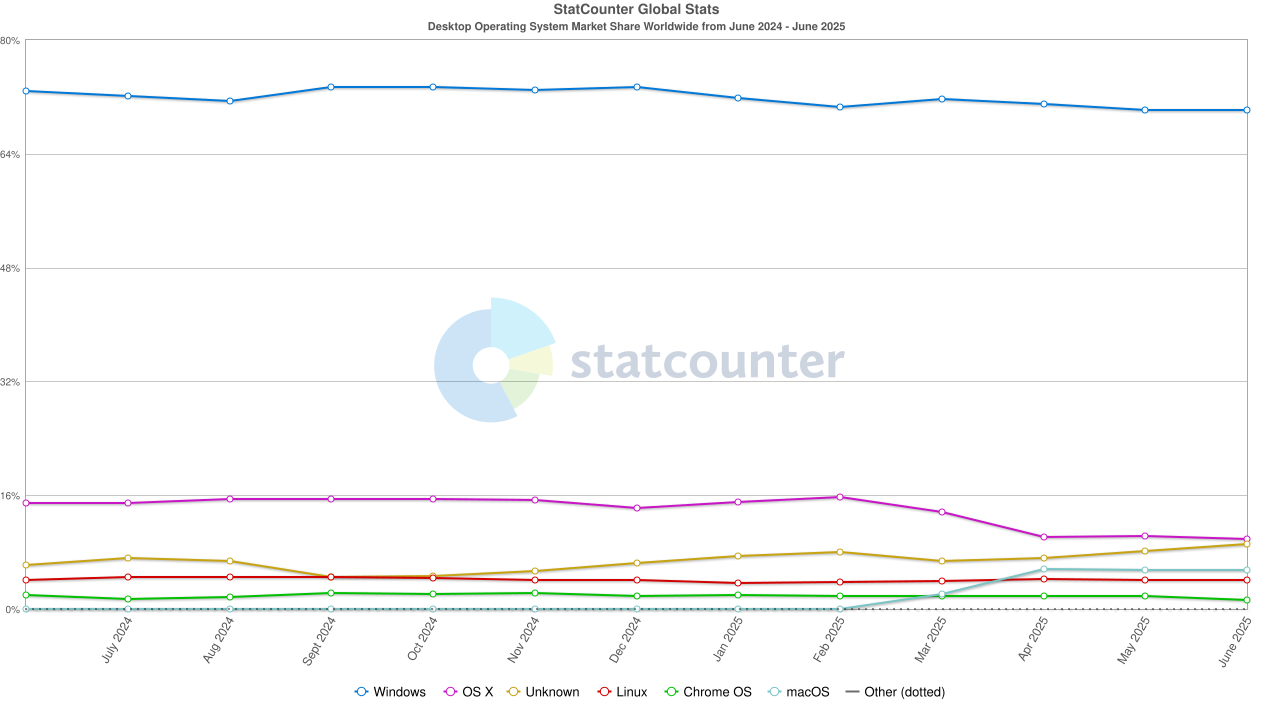 StatCounter Global Stats
Desktop Operating System Market Share Worldwide from June 2024 - June 2025
80%
64%
48%
statcounter
32%
16%
0%
July 2024
Aug 2024
Sept 2024
Oct 2024
Nov 2024
Dec 2024
Jan 2025
Feb 2025
Mar 2025
Apr 2025
May 2025
June 2025
Windows OS X Unknown Linux Chrome OS macOS Other (dotted)